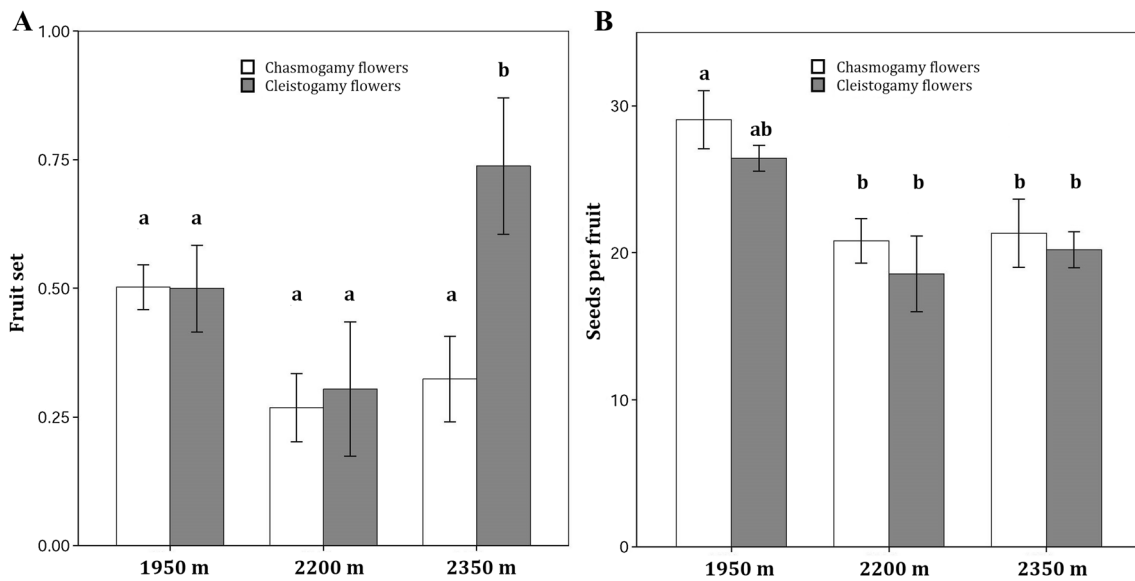 A
1.00
Chasmogamy flowers
Cleistogamy flowers
b
0.75
a a
0.50
a a a
0.25
0.00
1950 m 2200 m 2350 m
Fruit set
B
Chasmogamy flowers
Cleistogamy flowers
a
30
ab
b b b b
20
10
0
1950 m 2200 m 2350 m
Seeds per fruit